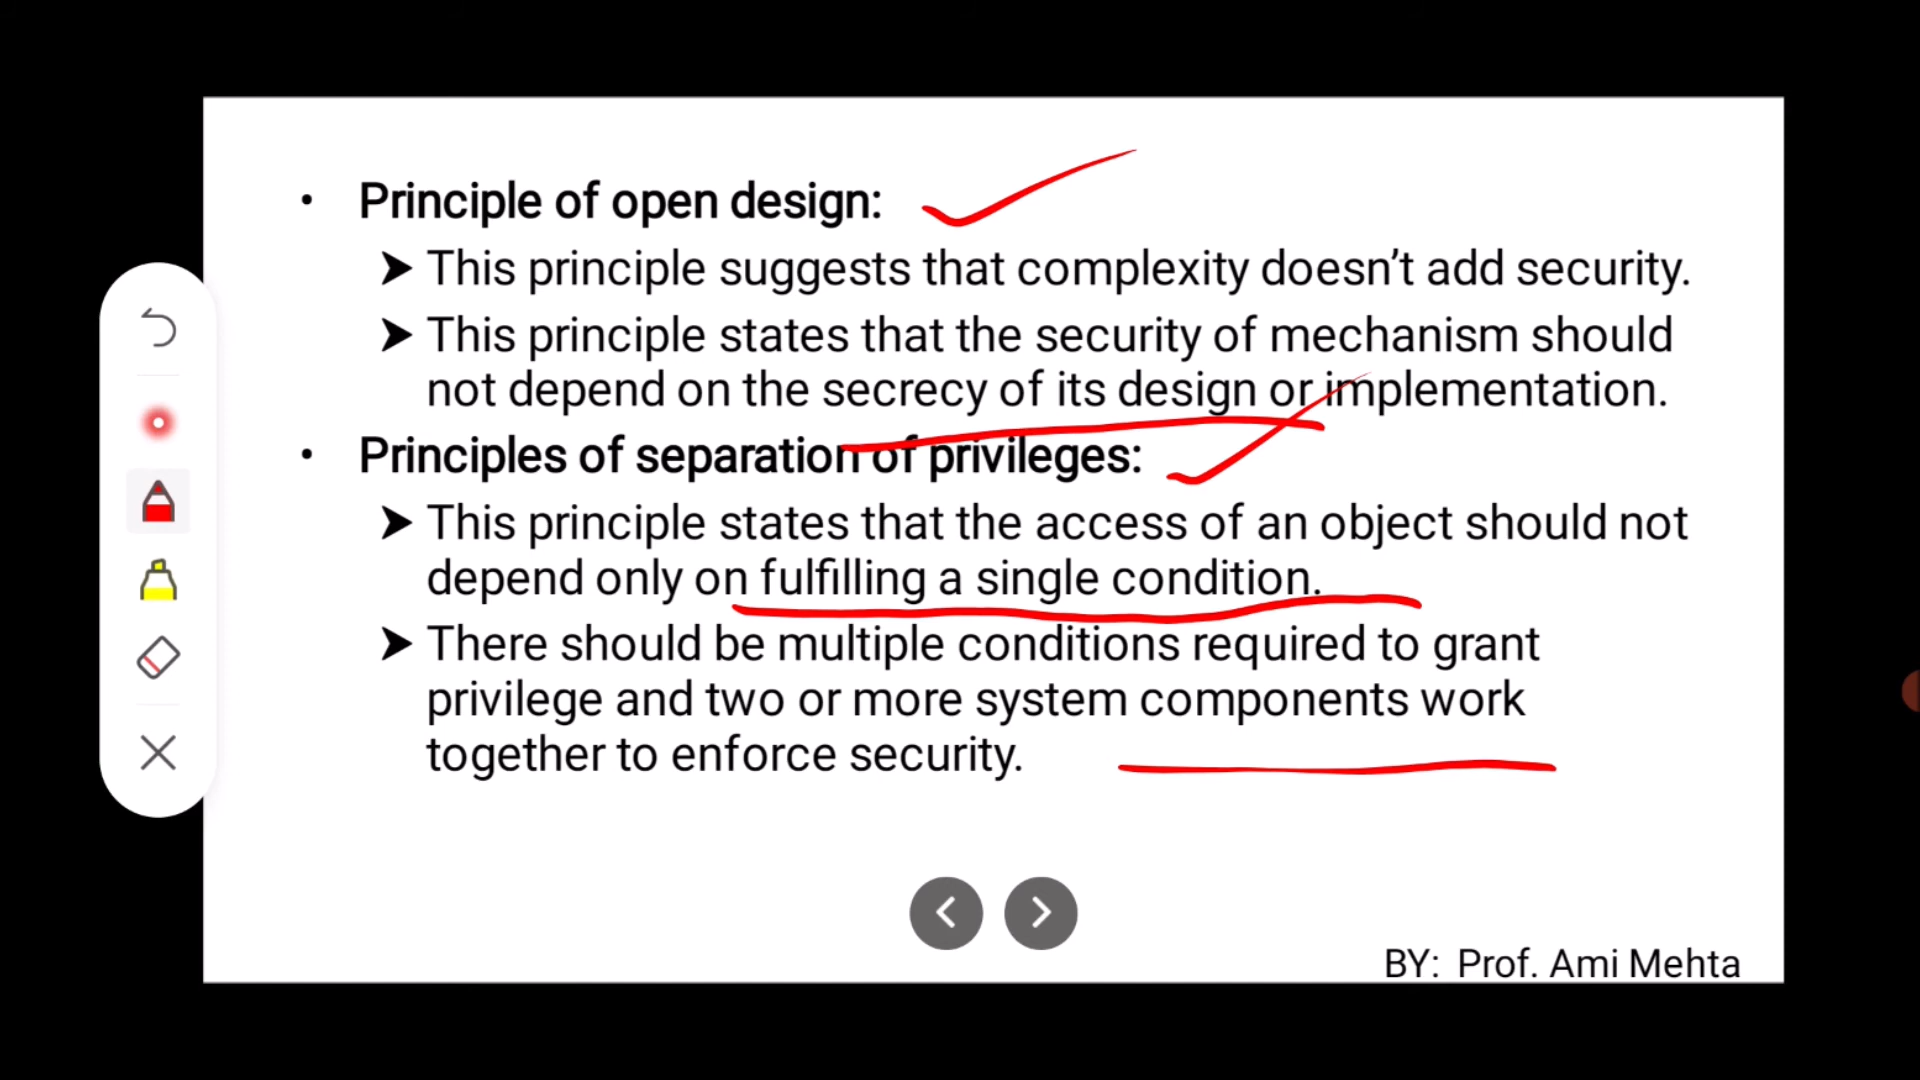 • Principle of open design:
➤ This principle suggests that complexity doesn’t add security.
➤ This principle states that the security of mechanism should
not depend on the secrecy of its design or implementation.
• Principles of separation of privileges:
➤ This principle states that the access of an object should not
depend only on fulfilling a single condition.
➤ There should be multiple conditions required to grant
privilege and two or more system components work
together to enforce security.
BY: Prof. Ami Mehta